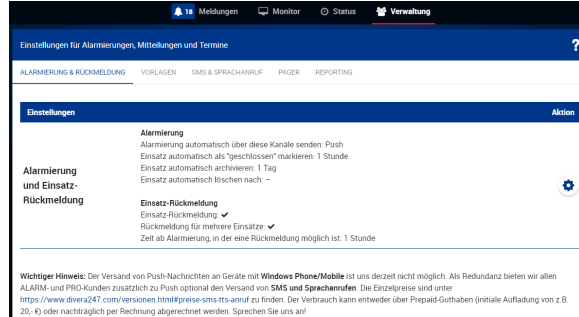 18 Meldungen Monitor Status Verwaltung
Einstellungen für Alarmierungen, Mitteilungen und Termine ?
ALARMIERUNG & RÜCKMELDUNG VORLAGEN SMS & SPRACHANRUF PAGER REPORTING
Einstellungen Aktion
Alarmierung und Einsatz-Rückmeldung
Alarmierung
Alarmierung automatisch über diese Kanäle senden: Push
Einsatz automatisch als "geschlossen" markieren: 1 Stunde
Einsatz automatisch archivieren: 1 Tag
Einsatz automatisch löschen nach: –
Einsatz-Rückmeldung
Einsatz-Rückmeldung: ✔
Rückmeldung für mehrere Einsätze: ✔
Zeit ab Alarmierung, in der eine Rückmeldung möglich ist: 1 Stunde
Wichtiger Hinweis: Der Versand von Push-Nachrichten an Geräte mit Windows Phone/Mobile ist uns derzeit nicht möglich. Als Redundanz bieten wir allen
ALARM- und PRO-Kunden zusätzlich zu Push optional den Versand von SMS und Sprachanrufen. Die Einzelpreise sind unter
https://www.divera247.com/versionen.html#preise-sms-tts-anruf zu finden. Der Verbrauch kann entweder über Prepaid-Guthaben (initiale Aufladung von z.B.
20,- €) oder nachträglich per Rechnung abgerechnet werden. Sprechen Sie uns an!